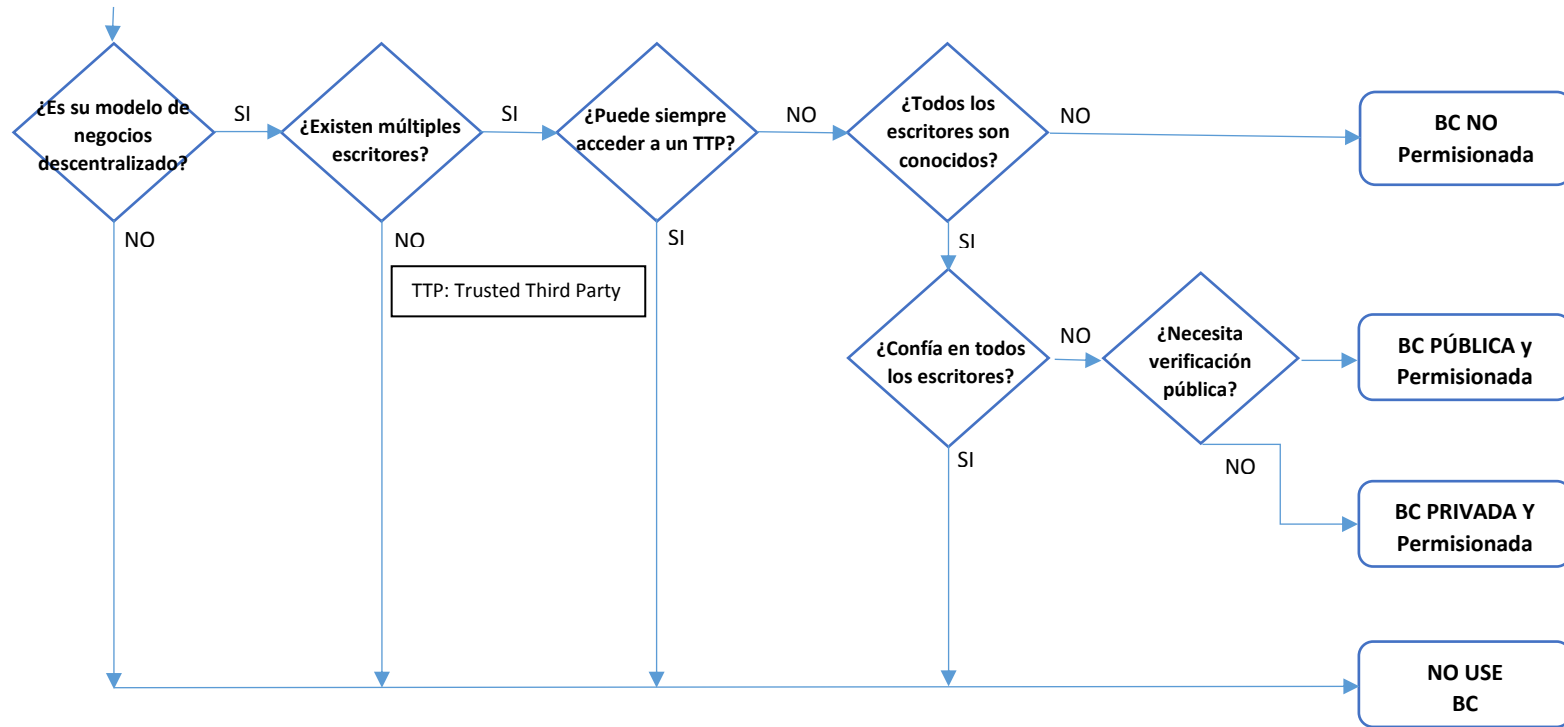 ¿Es su modelo de
negocios
descentralizado?
SI
¿Existen múltiples
escritores?
SI
¿Puede siempre
acceder a un TTP?
NO
¿Todos los
escritores son
conocidos?
NO
BC NO
Permisionada
NO
NO
SI
SI
TTP: Trusted Third Party
¿Confía en todos
los escritores?
NO
¿Necesita
verificación
pública?
BC PÚBLICA y
Permisionada
SI
NO
BC PRIVADA Y
Permisionada
NO USE
BC